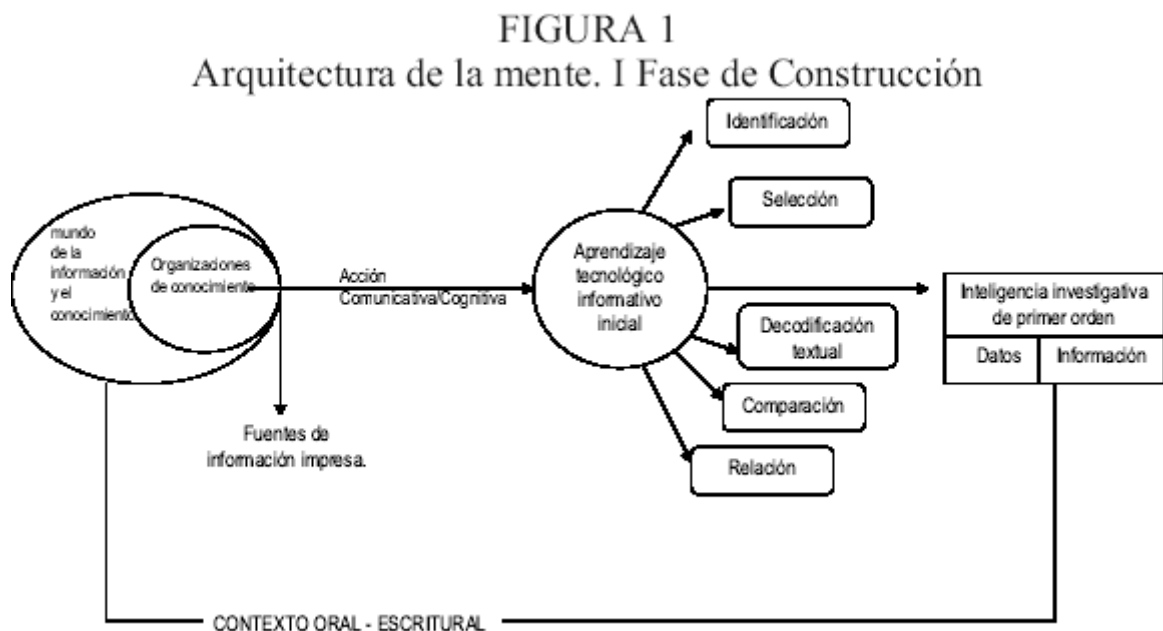 FIGURA 1
Arquitectura de la mente. I Fase de Construcción
Identificación
Selección
mundo
de la
información
y el
conocimiento
Organizaciones
de conocimiento
Acción
Comunicativa/Cognitiva
Aprendizaje
tecnológico
informativo
inicial
Inteligencia investigativa
de primer orden
Datos
Información
Decodificación
textual
Comparación
Relación
Fuentes de
información impresa.
CONTEXTO ORAL - ESCRITURAL